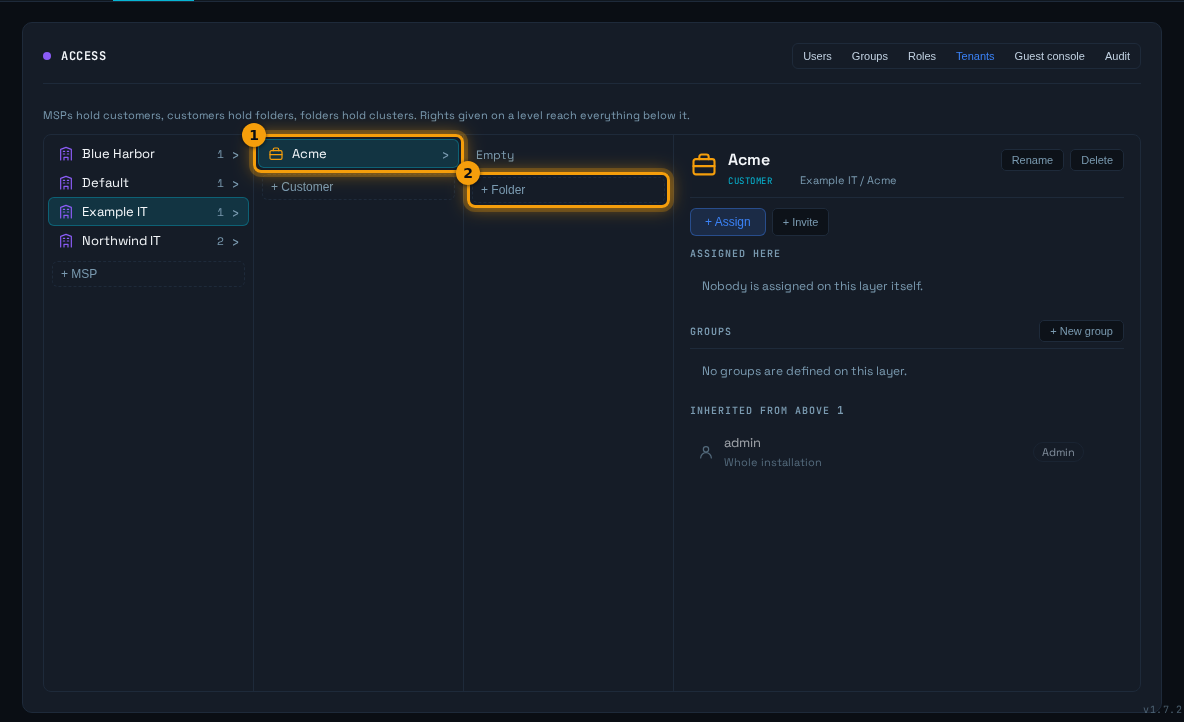 ACCESS
Users Groups Roles Tenants Guest console Audit
MSPs hold customers, customers hold folders, folders hold clusters. Rights given on a level reach everything below it.
Blue Harbor 1 >
Default 1 >
Example IT 1 >
Northwind IT 2 >
+ MSP
1
Acme >
+ Customer
Empty
2
+ Folder
Acme
CUSTOMER Example IT / Acme
Rename Delete
+ Assign + Invite
ASSIGNED HERE
Nobody is assigned on this layer itself.
GROUPS + New group
No groups are defined on this layer.
INHERITED FROM ABOVE 1
admin
Whole installation
Admin
v1.7.2